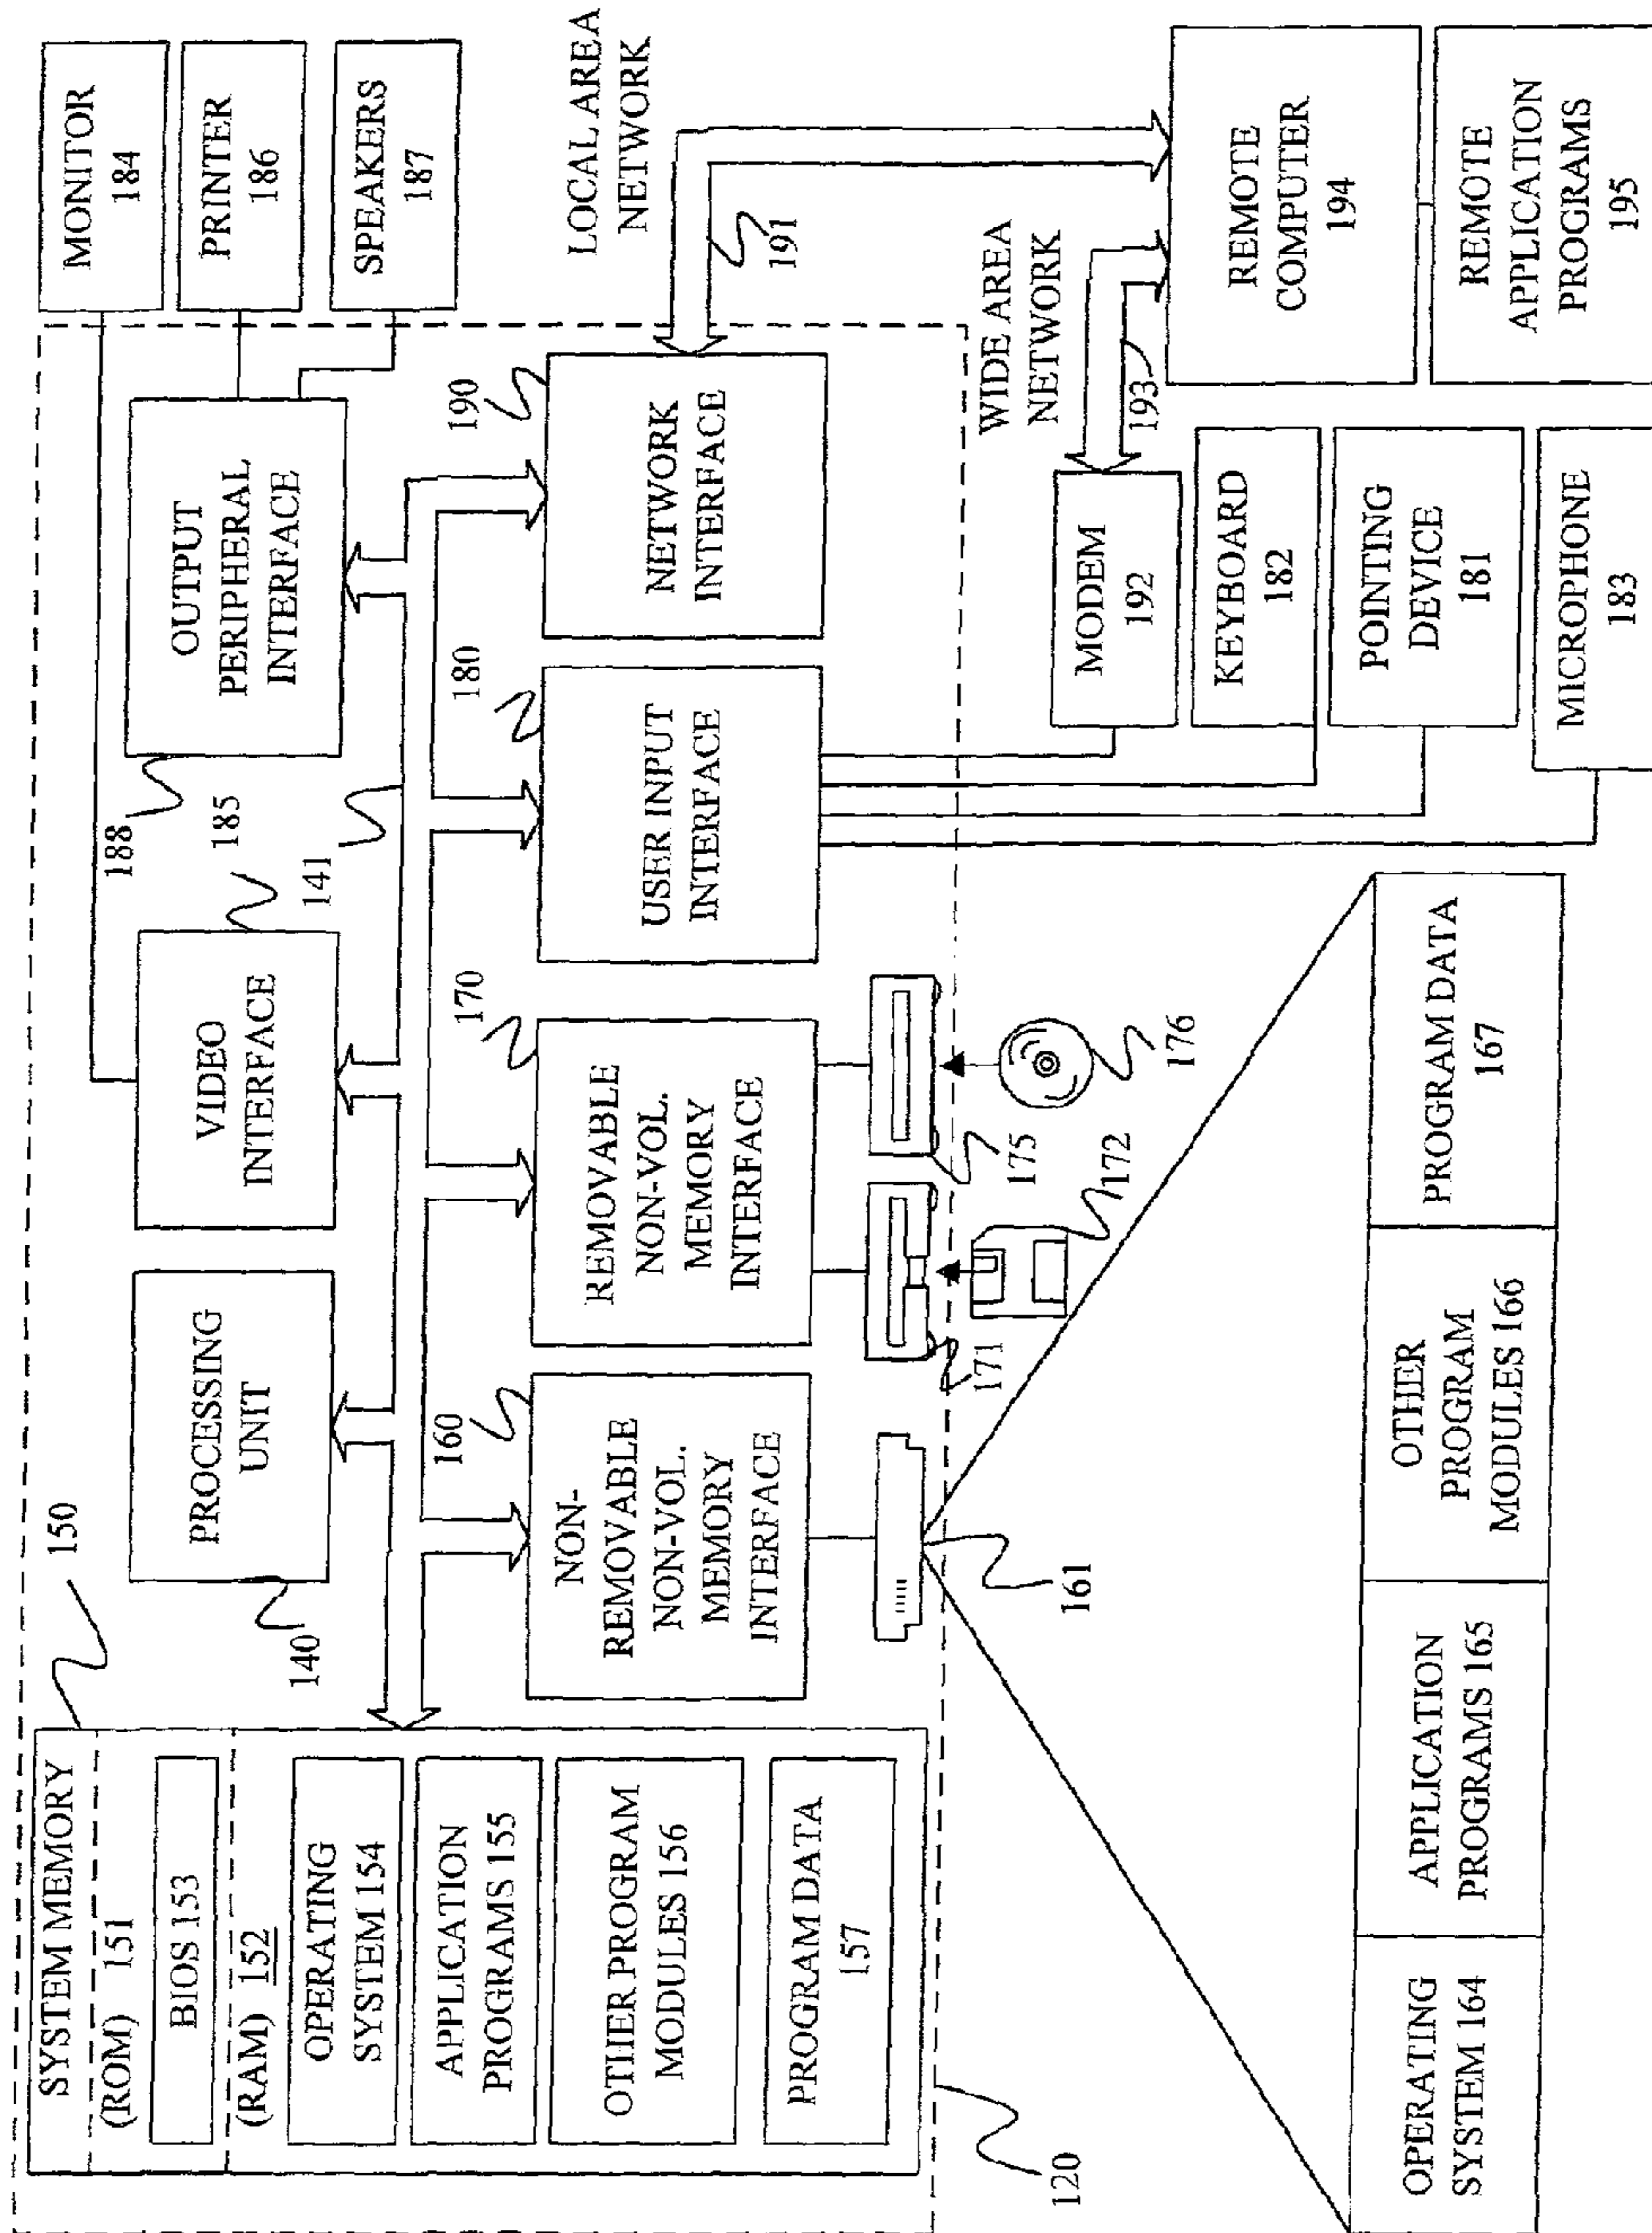 SYSTEM MEMORY
(ROM) 151
BIOS 153
(RAM) 152
OPERATING
SYSTEM 154
APPLICATION
PROGRAMS 155
OTHER PROGRAM
MODULES 156
PROGRAM DATA
157
120
150
PROCESSING
UNIT
140
VIDEO
INTERFACE
185
188
141
OUTPUT
PERIPHERAL
INTERFACE
MONITOR
184
PRINTER
186
SPEAKERS
187
160
NON-
REMOVABLE
NON-VOL.
MEMORY
INTERFACE
170
REMOVABLE
NON-VOL.
MEMORY
INTERFACE
180
USER INPUT
INTERFACE
190
NETWORK
INTERFACE
LOCAL AREA
NETWORK
191
161
171
175
172
176
WIDE AREA
NETWORK
193
MODEM
192
KEYBOARD
182
POINTING
DEVICE
181
MICROPHONE
183
REMOTE
COMPUTER
194
REMOTE
APPLICATION
PROGRAMS
195
OPERATING
SYSTEM 164
APPLICATION
PROGRAMS 165
OTHER
PROGRAM
MODULES 166
PROGRAM DATA
167